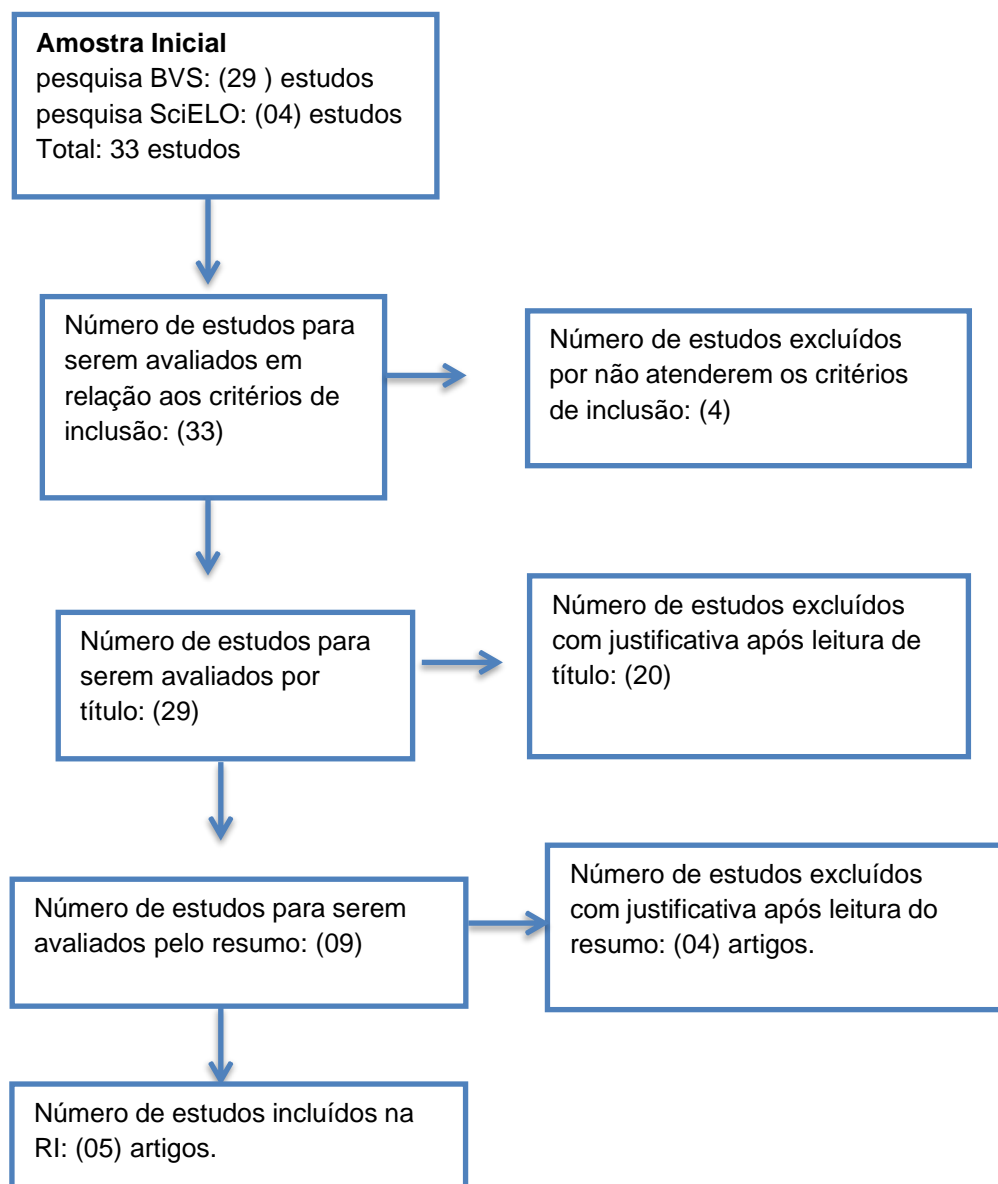 Amostra Inicial
pesquisa BVS: (29 ) estudos
pesquisa SciELO: (04) estudos
Total: 33 estudos
Número de estudos para
serem avaliados em
relação aos critérios de
inclusão: (33)
Número de estudos excluídos
por não atenderem os critérios
de inclusão: (4)
Número de estudos para
serem avaliados por
título: (29)
Número de estudos excluídos
com justificativa após leitura de
título: (20)
Número de estudos para serem
avaliados pelo resumo: (09)
Número de estudos excluídos
com justificativa após leitura do
resumo: (04) artigos.
Número de estudos incluídos na
RI: (05) artigos.